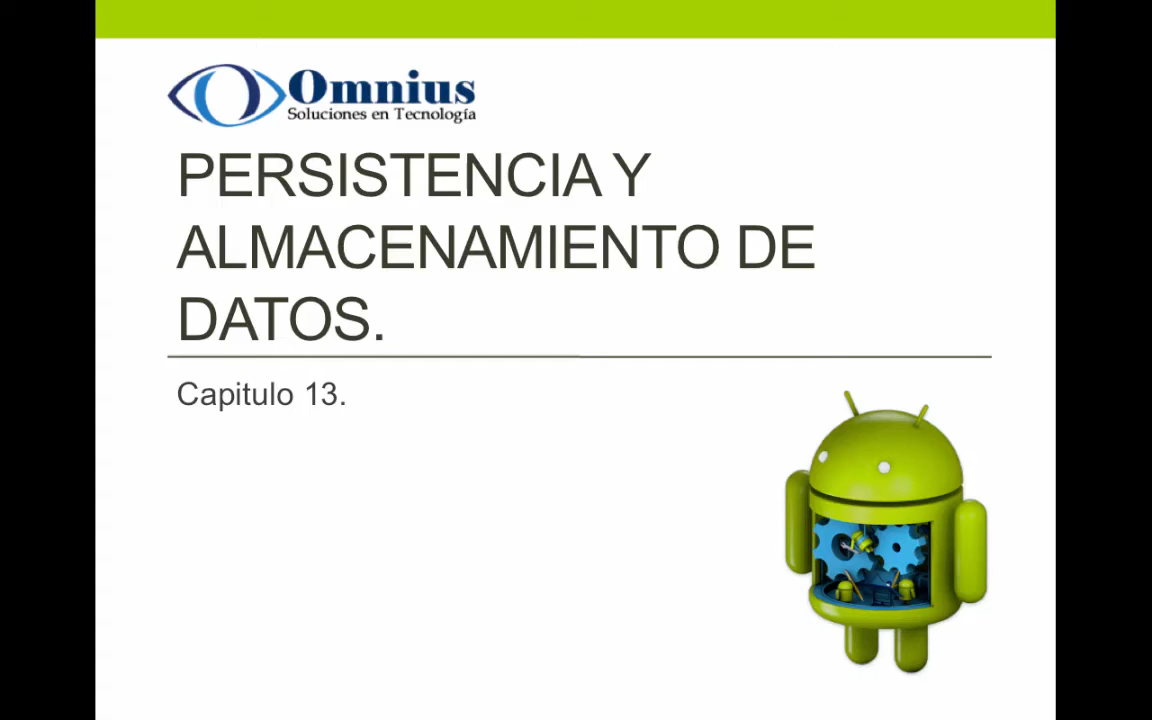 Omnius
Soluciones en Tecnología
PERSISTENCIA Y
ALMACENAMIENTO DE
DATOS.
Capitulo 13.